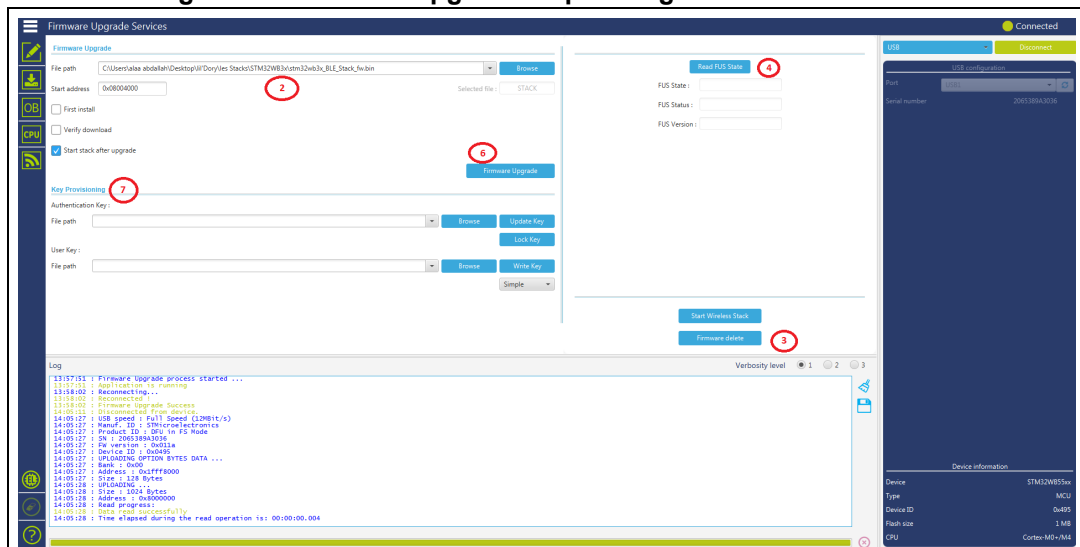 Firmware Upgrade Services
Connected
Firmware Upgrade
File path C:\Users\alaa abdallah\Desktop\lil'Dory\les Stacks\STM32WB3x\stm32wb3x_BLE_Stack_fw.bin Browse
Start address 0x08004000 2 Selected file : STACK
First install
Verify download
Start stack after upgrade
6
Firmware Upgrade
Key Provisioning 7
Authentication Key :
File path Browse Update Key
Lock Key
User Key :
File path Browse Write Key
Simple
Read FUS State 4
FUS State :
FUS Status :
FUS Version :
Start Wireless Stack
Firmware delete 3
USB Disconnect
USB configuration
Port USB1
Serial number 2065389A3036
OB
CPU
Log Verbosity level 1 2 3
13:57:51 : Firmware Upgrade process started ...
13:57:51 : Application is running
13:58:02 : Reconnecting...
13:58:02 : Reconnected !
13:58:02 : Firmware Upgrade Success
14:05:11 : Disconnected from device.
14:05:27 : USB speed : Full Speed (12MBit/s)
14:05:27 : Manuf. ID : STMicroelectronics
14:05:27 : Product ID : DFU in FS Mode
14:05:27 : SN : 2065389A3036
14:05:27 : FW version : 0x011a
14:05:27 : Device ID : 0x0495
14:05:27 : UPLOADING OPTION BYTES DATA ...
14:05:27 : Bank : 0x00
14:05:27 : Address : 0x1fff8000
14:05:27 : Size : 128 Bytes
14:05:28 : UPLOADING ...
14:05:28 : Size : 1024 Bytes
14:05:28 : Address : 0x8000000
14:05:28 : Read progress:
14:05:28 : Data read successfully
14:05:28 : Time elapsed during the read operation is: 00:00:00.004
Device information
Device STM32WB55xx
Type MCU
Device ID 0x495
Flash size 1 MB
CPU Cortex-M0+/M4